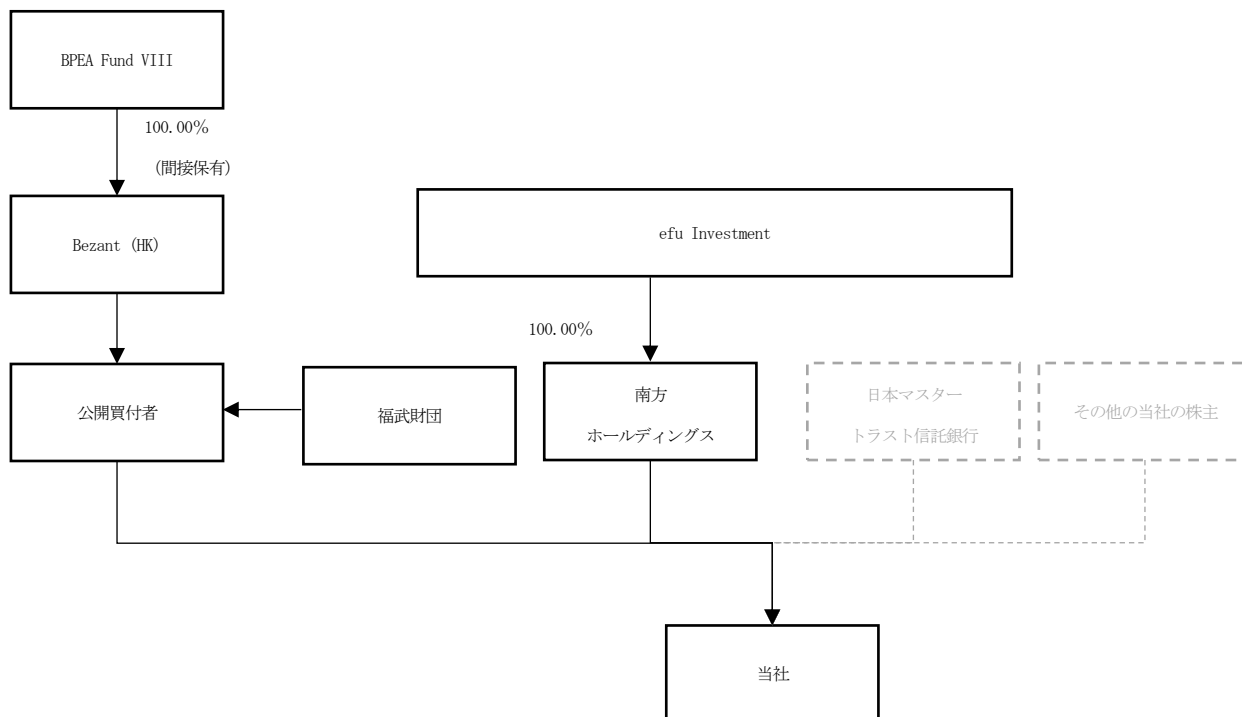 BPEA Fund VIII
100.00%
(間接保有)
Bezant (HK)
efu Investment
100.00%
公開買付者
福武財団
南方
ホールディングス
日本マスター
トラスト信託銀行
その他の当社の株主
当社